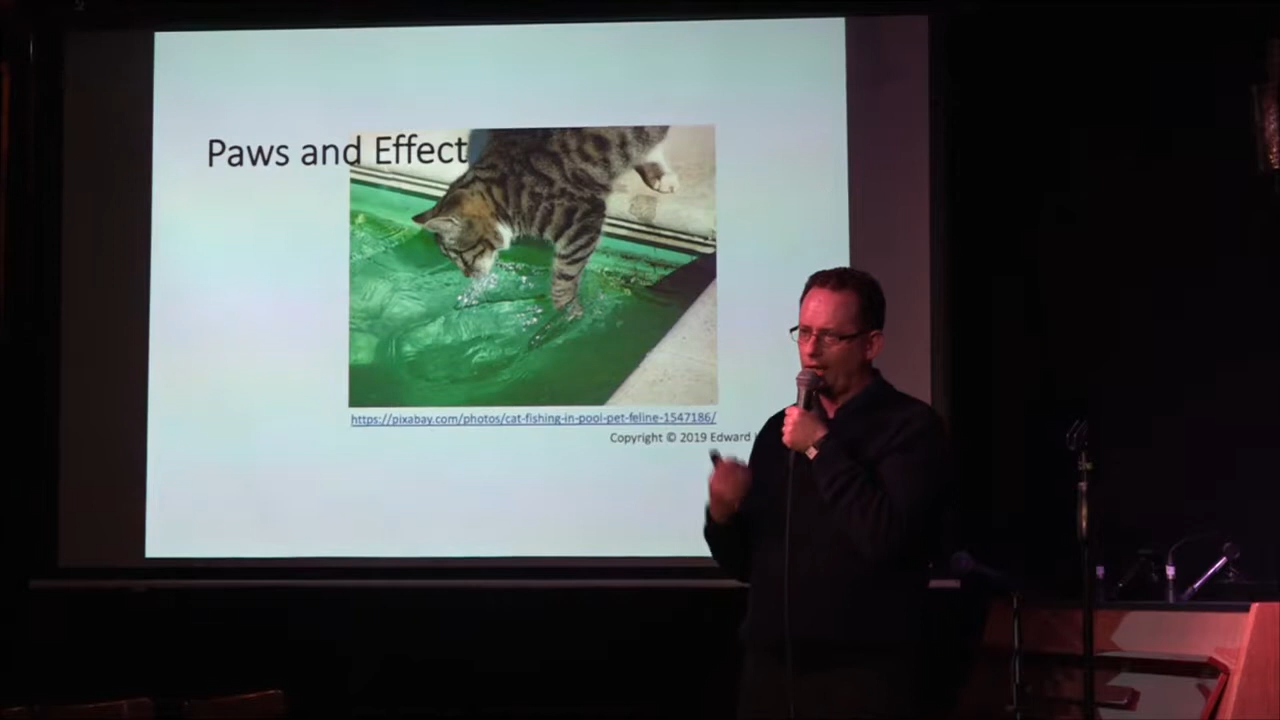 Paws and Effect
https://pixabay.com/photos/cat-fishing-in-pool-pet-feline-1547186/
Copyright © 2019 Edward